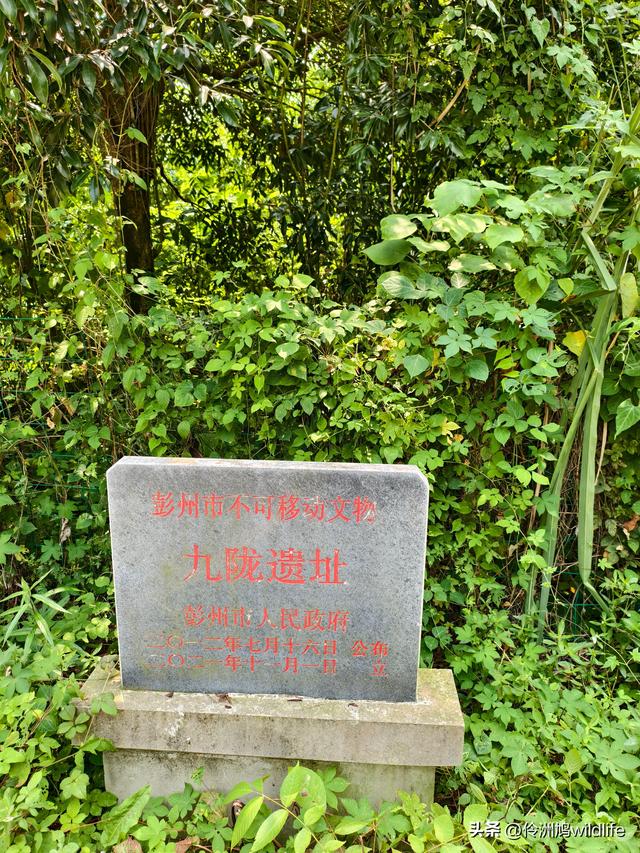 彭州市不可移动文物
九陇遗址
彭州市人民政府
二〇一二年七月十六日 公布
二〇二一年十一月一日 立
头条 @伶洲鸠wildlife